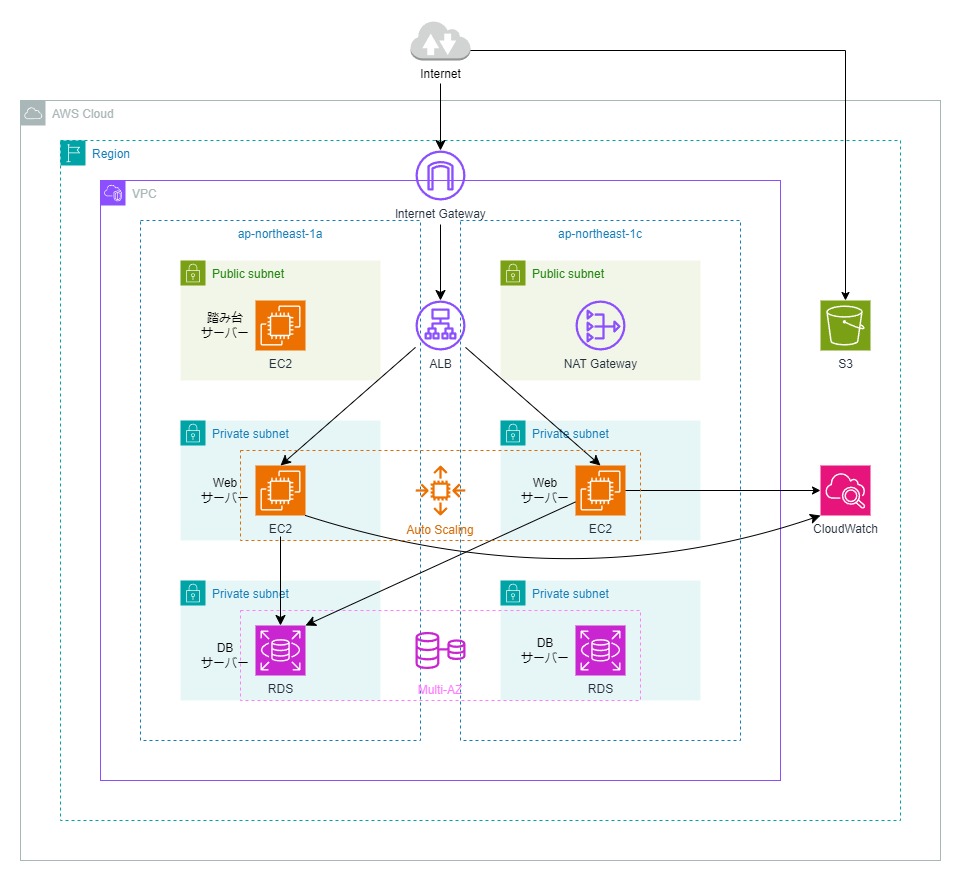 Internet
AWS Cloud
Region
VPC
Internet Gateway
ap-northeast-1a
ap-northeast-1c
Public subnet
Public subnet
踏み台
サーバー
EC2
ALB
NAT Gateway
S3
Private subnet
Private subnet
Web
サーバー
EC2
Auto Scaling
Web
サーバー
EC2
CloudWatch
Private subnet
Private subnet
DB
サーバー
RDS
Multi-AZ
DB
サーバー
RDS